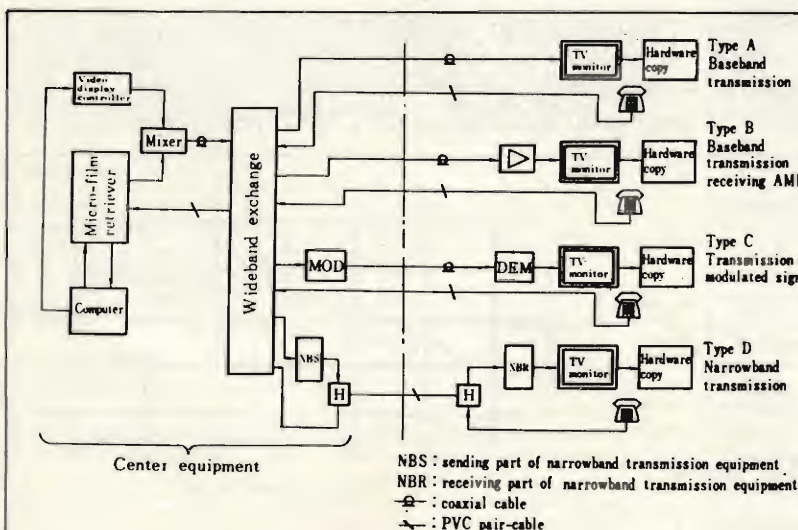 Video
display
controller
Mixer
Micro-film
retriever
Computer
Wideband exchange
MOD
NBS
H
Center equipment
TV
monitor
Hardware
copy
Type A
Baseband
transmission
TV
monitor
Hardware
copy
Type B
Baseband
transmission
receiving AM
DEM
TV
monitor
Hardware
copy
Type C
Transmission
modulated sign
H
NBR
TV
monitor
Hardware
copy
Type D
Narrowband
transmission
NBS : sending part of narrowband transmission equipment
NBR : receiving part of narrowband transmission equipment
: coaxial cable
: PVC pair-cable